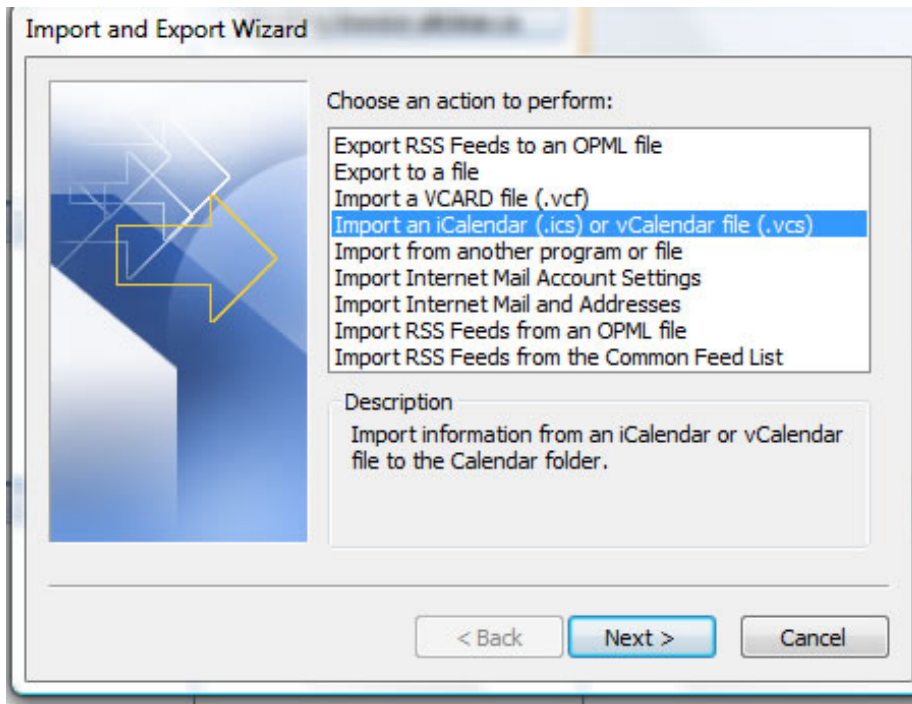 Import and Export Wizard
Choose an action to perform:
Export RSS Feeds to an OPML file
Export to a file
Import a VCARD file (.vcf)
Import an iCalendar (.ics) or vCalendar file (.vcs)
Import from another program or file
Import Internet Mail Account Settings
Import Internet Mail and Addresses
Import RSS Feeds from an OPML file
Import RSS Feeds from the Common Feed List
Description
Import information from an iCalendar or vCalendar
file to the Calendar folder.
< Back Next > Cancel